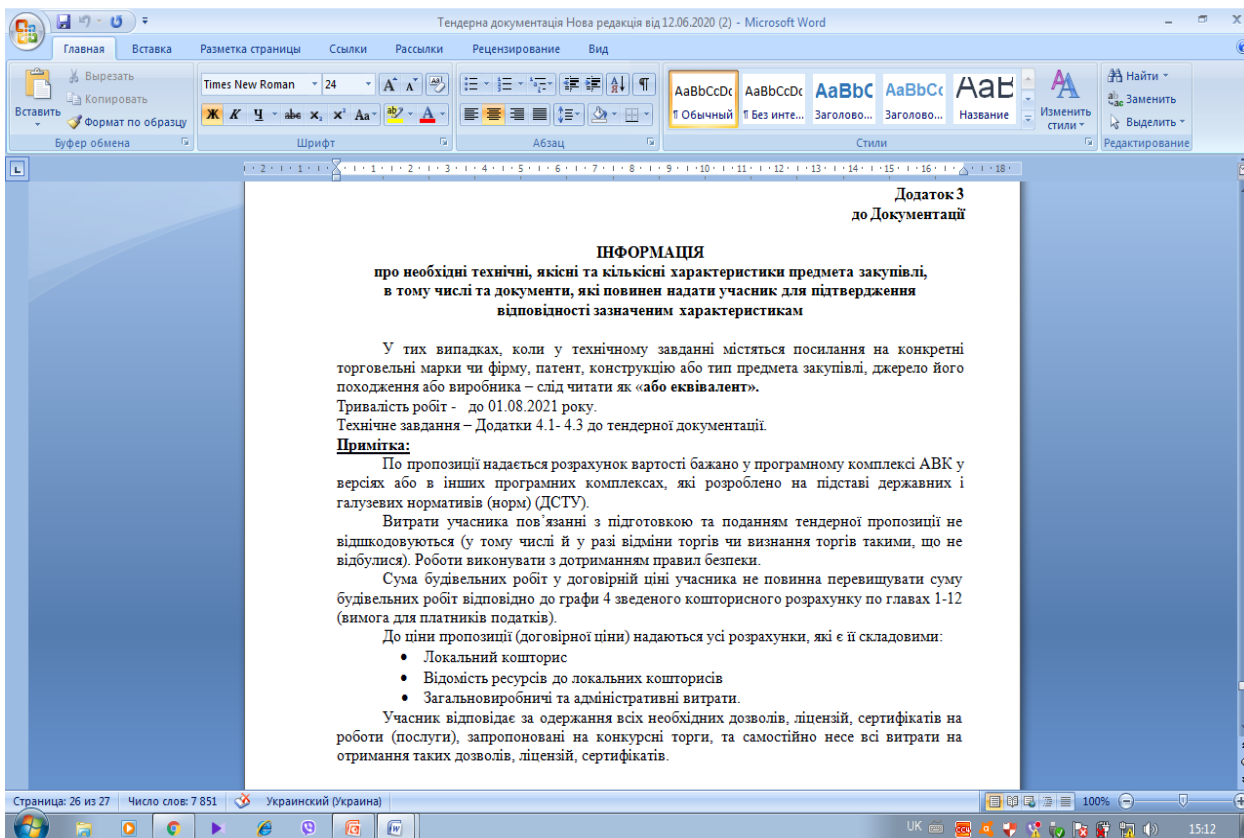 Тендерна документація Нова редакція від 12.06.2020 (2) - Microsoft Word
Главная Вставка Разметка страницы Ссылки Рассылки Рецензирование Вид
Вставить
Вырезать
Копировать
Формат по образцу
Буфер обмена
Times New Roman 24
Ж К Ч abc x₂ x² Aa
Шрифт
Абзац
AaBbCcDc AaBbCcDc AaBbC AaBbCc АаБ
¶ Обычный ¶ Без инте... Заголово... Заголово... Название
Изменить стили
Стили
Найти
Заменить
Выделить
Редактирование
Додаток 3
до Документації
ІНФОРМАЦІЯ
про необхідні технічні, якісні та кількісні характеристики предмета закупівлі,
в тому числі та документи, які повинен надати учасник для підтвердження
відповідності зазначеним характеристикам
У тих випадках, коли у технічному завданні містяться посилання на конкретні
торговельні марки чи фірму, патент, конструкцію або тип предмета закупівлі, джерело його
походження або виробника – слід читати як «або еквівалент».
Тривалість робіт - до 01.08.2021 року.
Технічне завдання – Додатки 4.1- 4.3 до тендерної документації.
Примітка:
По пропозиції надається розрахунок вартості бажано у програмному комплексі АВК у
версіях або в інших програмних комплексах, які розроблено на підставі державних і
галузевих нормативів (норм) (ДСТУ).
Витрати учасника пов’язанні з підготовкою та поданням тендерної пропозиції не
відшкодовуються (у тому числі й у разі відміни торгів чи визнання торгів такими, що не
відбулися). Роботи виконувати з дотриманням правил безпеки.
Сума будівельних робіт у договірній ціні учасника не повинна перевищувати суму
будівельних робіт відповідно до графи 4 зведеного кошторисного розрахунку по главах 1-12
(вимога для платників податків).
До ціни пропозиції (договірної ціни) надаються усі розрахунки, які є її складовими:
• Локальний кошторис
• Відомість ресурсів до локальних кошторисів
• Загальновиробничі та адміністративні витрати.
Учасник відповідає за одержання всіх необхідних дозволів, ліцензій, сертифікатів на
роботи (послуги), запропоновані на конкурсні торги, та самостійно несе всі витрати на
отримання таких дозволів, ліцензій, сертифікатів.
Страница: 26 из 27 Число слов: 7 851 Украинский (Украина) 100%
UK 15:12